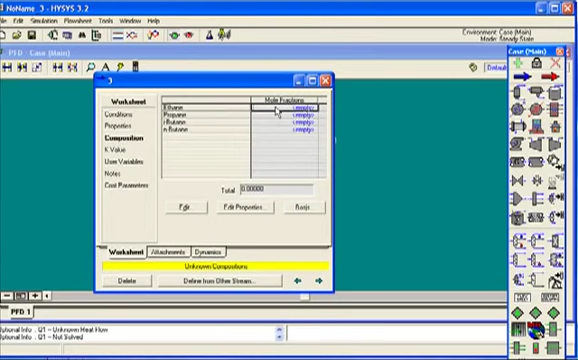 NoName_3 - HYSYS 3.2
File Edit Simulation Flowsheet Tools Window Help
Environment: Case (Main)
Mode: Steady State
PFD - Case (Main)
Case (Main)
Default
3
Worksheet
Conditions
Properties
Composition
K Value
User Variables
Notes
Cost Parameters
Mole Fractions
Ethane <empty>
Propane <empty>
i-Butane <empty>
n-Butane <empty>
Total 0.00000
Edit... Edit Properties... Basis
Worksheet Attachments Dynamics
Unknown Compositions
Delete Define from Other Stream...
PFD 1
Optional Info : Q1 -- Unknown Heat Flow
Optional Info : Q1 -- Not Solved